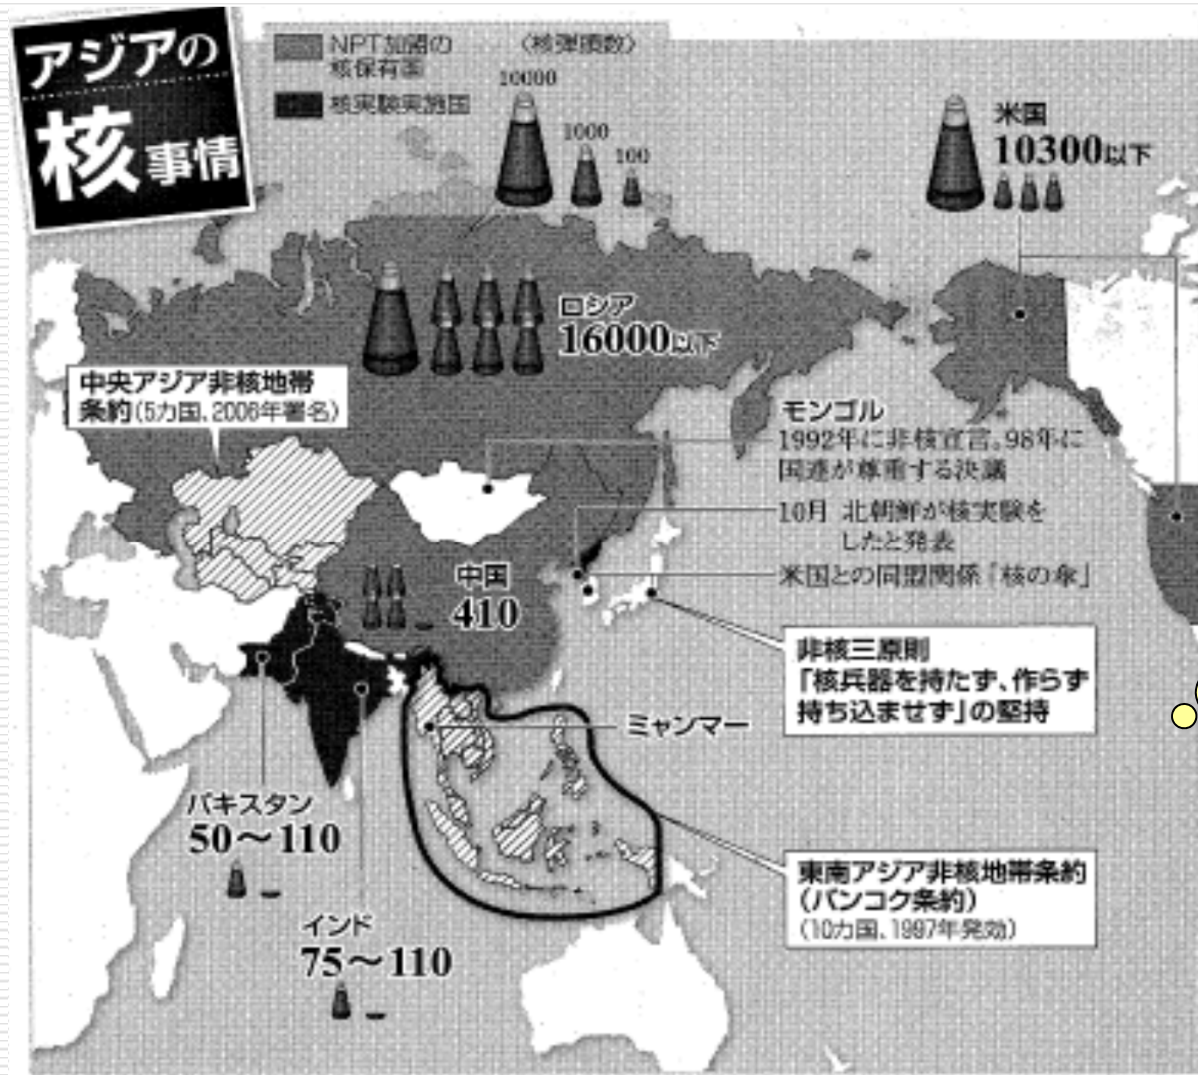 アジアの
核事情
NPT加盟の
核保有国
核実験実施国
〈核弾頭数〉
10000
1000
100
米国
10300以下
ロシア
16000以下
中央アジア非核地帯
条約(5カ国、2006年署名)
モンゴル
1992年に非核宣言。98年に
国連が尊重する決議
10月 北朝鮮が核実験を
したと発表
米国との同盟関係「核の傘」
中国
410
非核三原則
「核兵器を持たず、作らず
持ち込ませず」の堅持
ミャンマー
パキスタン
50〜110
インド
75〜110
東南アジア非核地帯条約
(バンコク条約)
(10カ国、1997年発効)